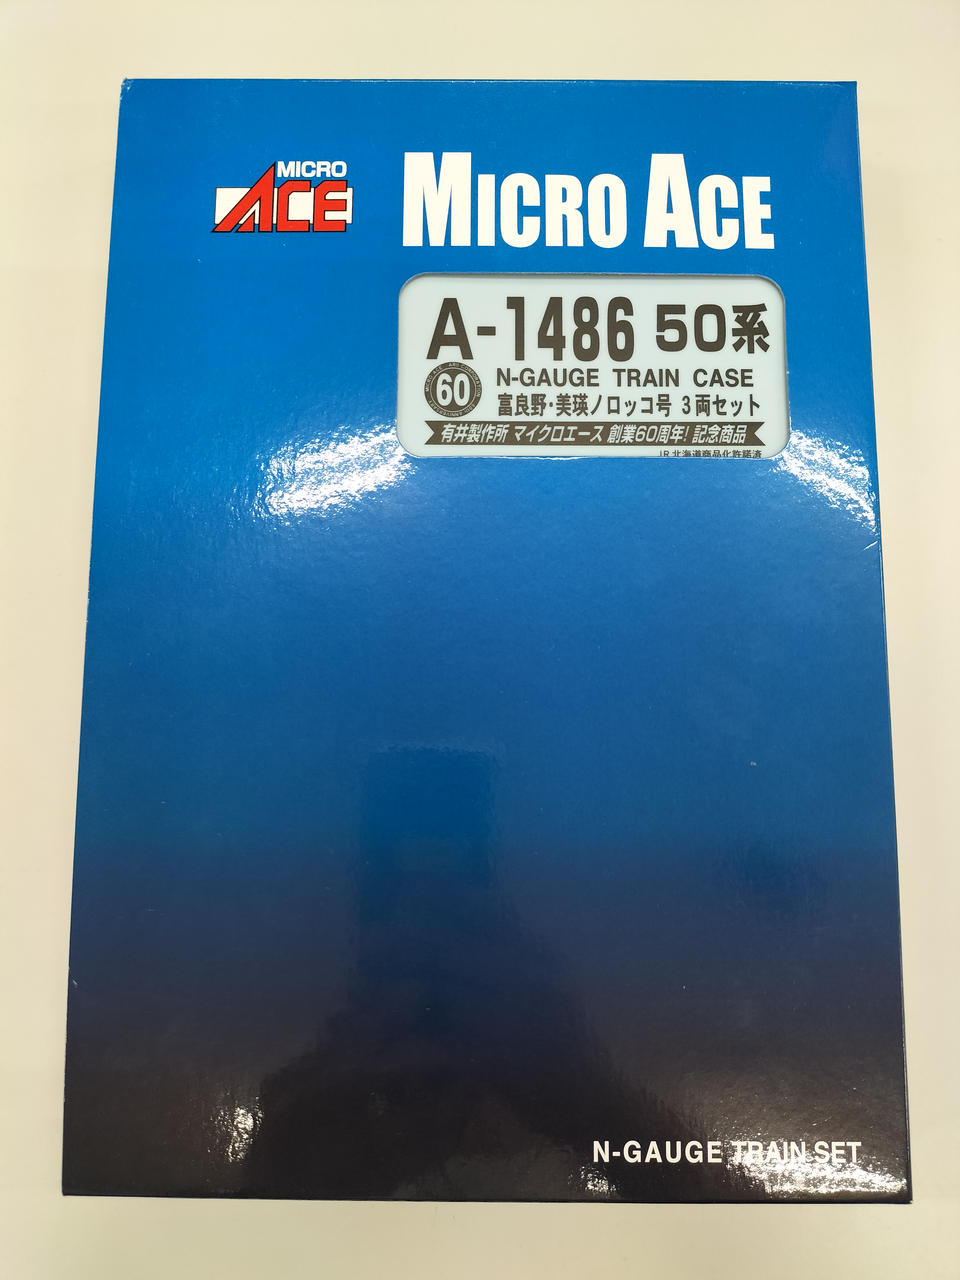 MICRO
ACE
MICRO ACE
A-1486 50系
60
N-GAUGE TRAIN CASE
富良野・美瑛ノロッコ号 3両セット
有井製作所 マイクロエース 創業60周年! 記念商品
JR北海道商品化許諾済
N-GAUGE TRAIN SET